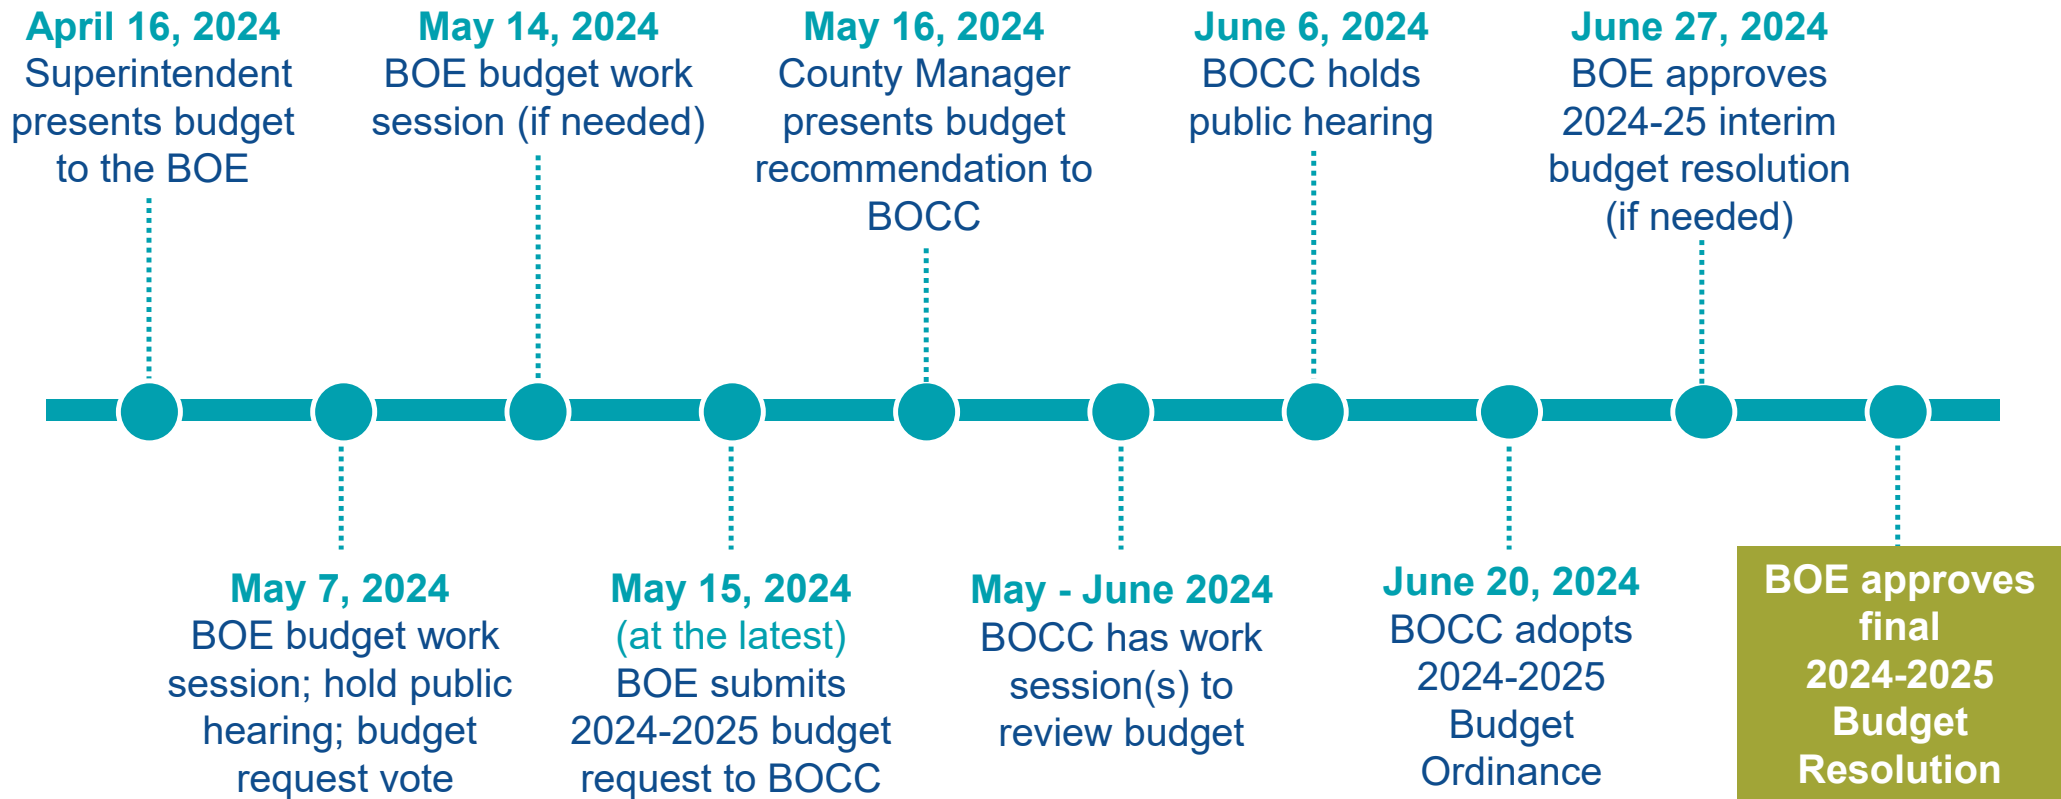 April 16, 2024
Superintendent
presents budget
to the BOE
May 14, 2024
BOE budget work
session (if needed)
May 16, 2024
County Manager
presents budget
recommendation to
BOCC
June 6, 2024
BOCC holds
public hearing
June 27, 2024
BOE approves
2024-25 interim
budget resolution
(if needed)
May 7, 2024
BOE budget work
session; hold public
hearing; budget
request vote
May 15, 2024
(at the latest)
BOE submits
2024-2025 budget
request to BOCC
May - June 2024
BOCC has work
session(s) to
review budget
June 20, 2024
BOCC adopts
2024-2025
Budget
Ordinance
BOE approves
final
2024-2025
Budget
Resolution